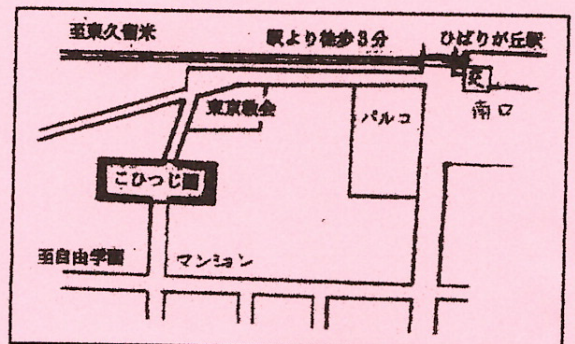 至東久留米
駅より徒歩3分
ひばりが丘駅
交
南口
東京教会
パルコ
こひつじ園
至自由学園
マンション